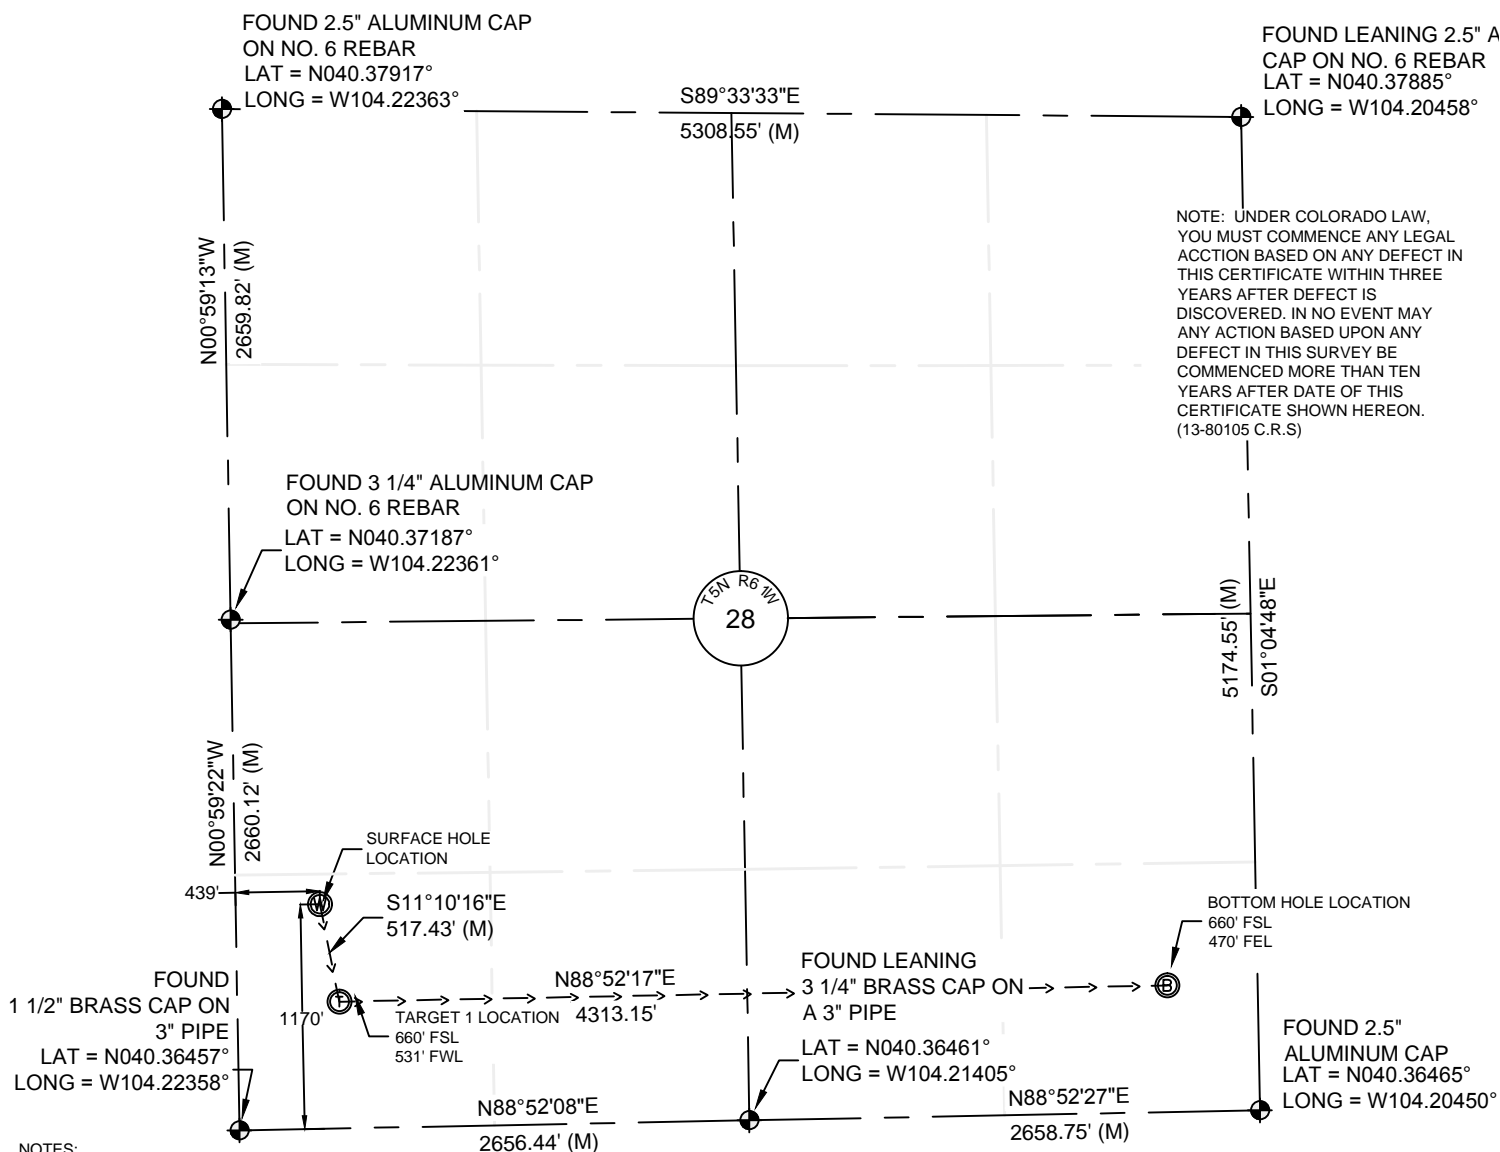 FOUND 2.5" ALUMINUM CAP
ON NO. 6 REBAR
LAT = N040.37917°
LONG = W104.22363°
S89°33'33"E
5308.55' (M)
FOUND LEANING 2.5" A
CAP ON NO. 6 REBAR
LAT = N040.37885°
LONG = W104.20458°
N00°59'13"W
2659.82' (M)
NOTE: UNDER COLORADO LAW,
YOU MUST COMMENCE ANY LEGAL
ACCTION BASED ON ANY DEFECT IN
THIS CERTIFICATE WITHIN THREE
YEARS AFTER DEFECT IS
DISCOVERED. IN NO EVENT MAY
ANY ACTION BASED UPON ANY
DEFECT IN THIS SURVEY BE
COMMENCED MORE THAN TEN
YEARS AFTER DATE OF THIS
CERTIFICATE SHOWN HEREON.
(13-80105 C.R.S)
FOUND 3 1/4" ALUMINUM CAP
ON NO. 6 REBAR
LAT = N040.37187°
LONG = W104.22361°
T5N R61W
28
5174.55' (M)
S01°04'48"E
N00°59'22"W
2660.12' (M)
SURFACE HOLE
LOCATION
439'
W
S11°10'16"E
517.43' (M)
BOTTOM HOLE LOCATION
660' FSL
470' FEL
B
FOUND
1 1/2" BRASS CAP ON
3" PIPE
LAT = N040.36457°
LONG = W104.22358°
1170'
T
TARGET 1 LOCATION
660' FSL
531' FWL
N88°52'17"E
4313.15'
FOUND LEANING
3 1/4" BRASS CAP ON
A 3" PIPE
LAT = N040.36461°
LONG = W104.21405°
FOUND 2.5"
ALUMINUM CAP
LAT = N040.36465°
LONG = W104.20450°
N88°52'08"E
2656.44' (M)
N88°52'27"E
2658.75' (M)
NOTES: